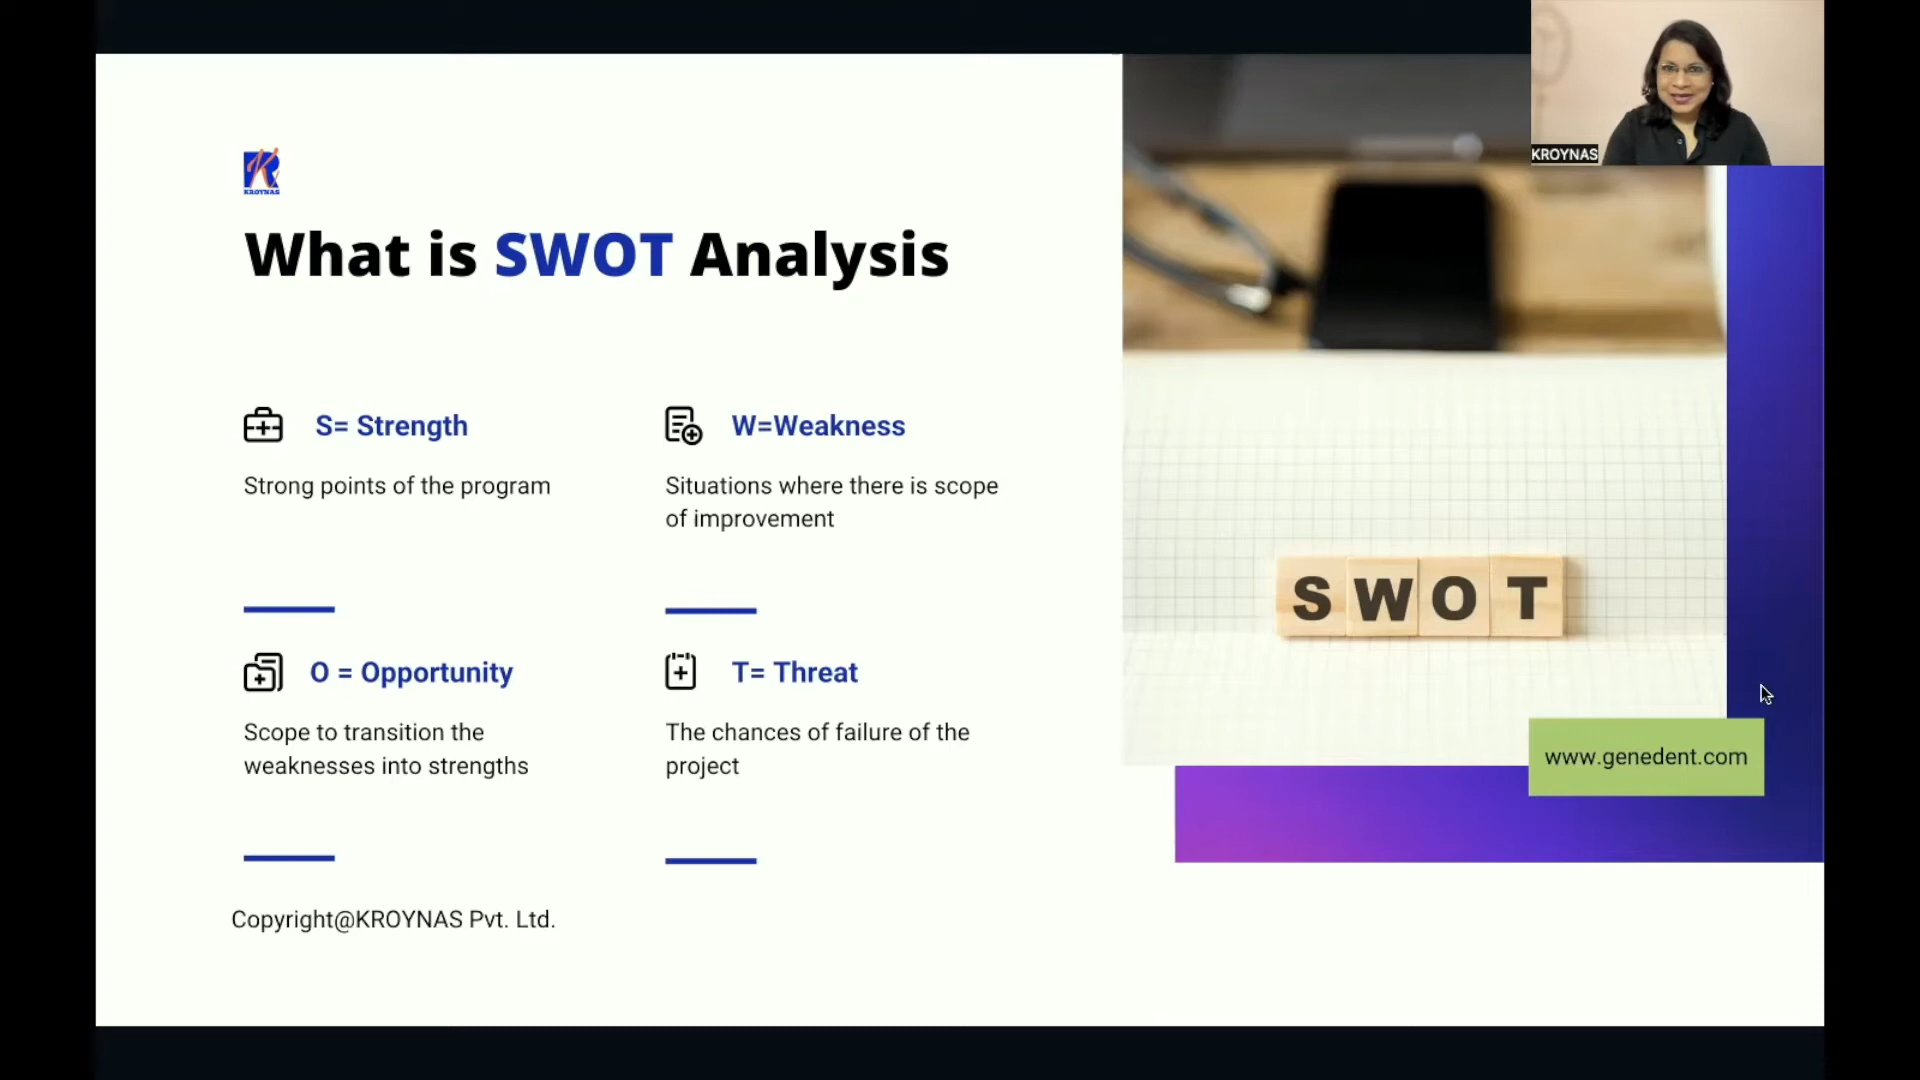 KROYNAS
KROYNAS
What is SWOT Analysis
S= Strength
Strong points of the program
W=Weakness
Situations where there is scope
of improvement
O = Opportunity
Scope to transition the
weaknesses into strengths
T= Threat
The chances of failure of the
project
S W O T
www.genedent.com
Copyright@KROYNAS Pvt. Ltd.